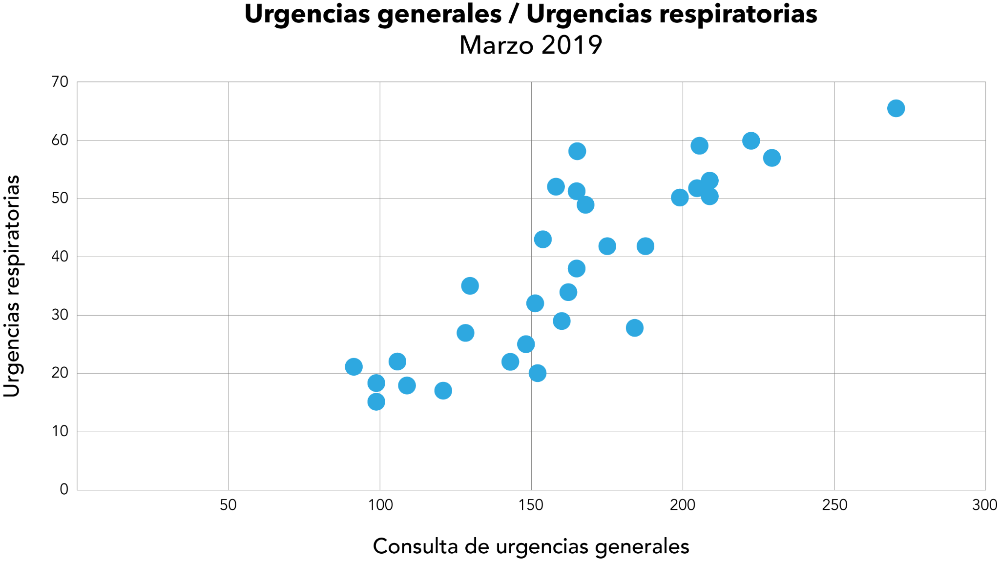 Urgencias generales / Urgencias respiratorias
Marzo 2019
Urgencias respiratorias
70
60
50
40
30
20
10
0
50 100 150 200 250 300
Consulta de urgencias generales